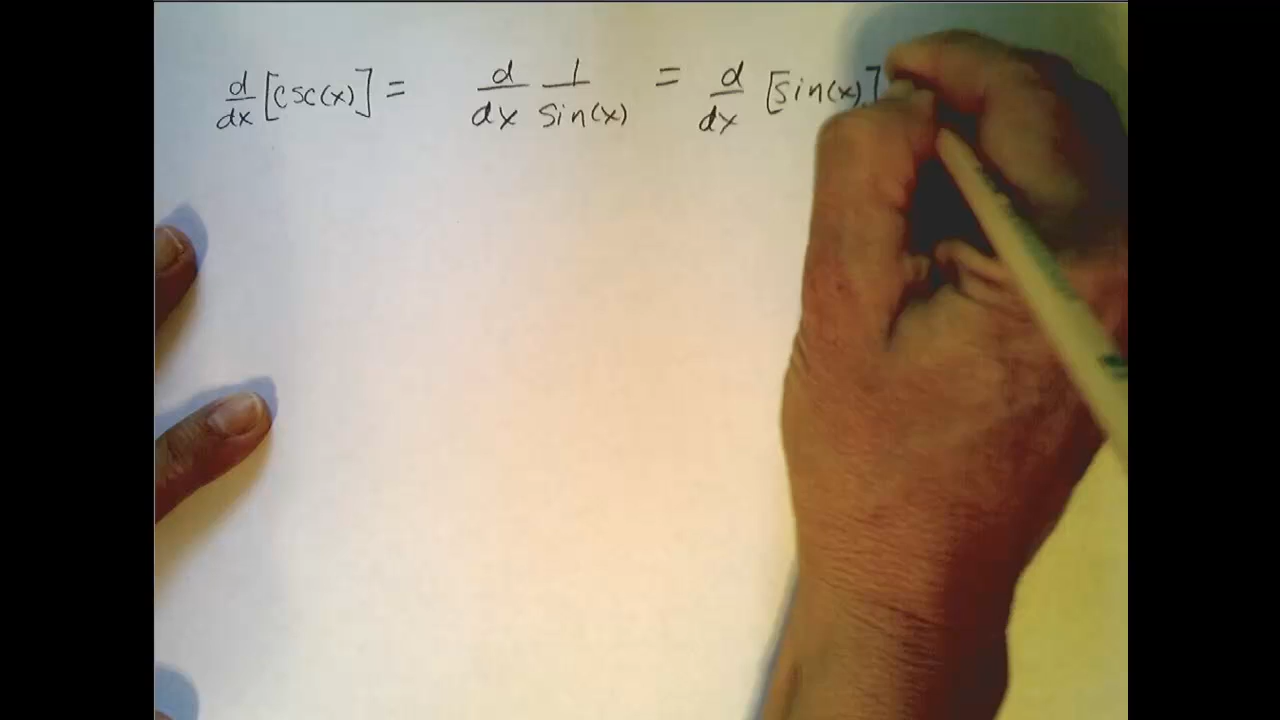 d/dx [csc(x)] = d/dx 1/sin(x) = d/dx [sin(x)]